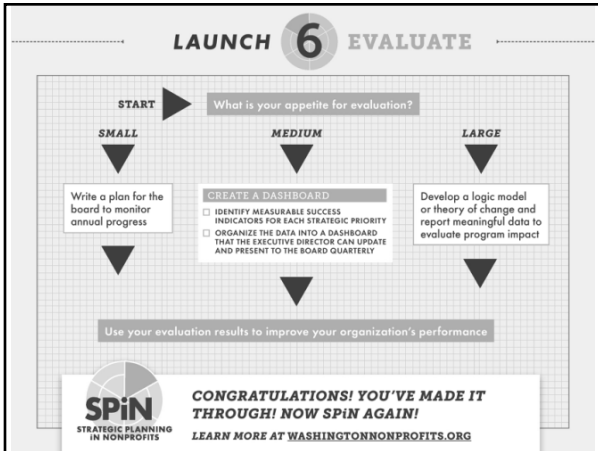 LAUNCH 6 EVALUATE
START
What is your appetite for evaluation?
SMALL
MEDIUM
LARGE
Write a plan for the
board to monitor
annual progress
CREATE A DASHBOARD
IDENTIFY MEASURABLE SUCCESS
INDICATORS FOR EACH STRATEGIC PRIORITY
ORGANIZE THE DATA INTO A DASHBOARD
THAT THE EXECUTIVE DIRECTOR CAN UPDATE
AND PRESENT TO THE BOARD QUARTERLY
Develop a logic model
or theory of change and
report meaningful data to
evaluate program impact
Use your evaluation results to improve your organization's performance
SPiN
STRATEGIC PLANNING
iN NONPROFITS
CONGRATULATIONS! YOU'VE MADE IT
THROUGH! NOW SPiN AGAIN!
LEARN MORE AT WASHINGTONNONPROFITS.ORG